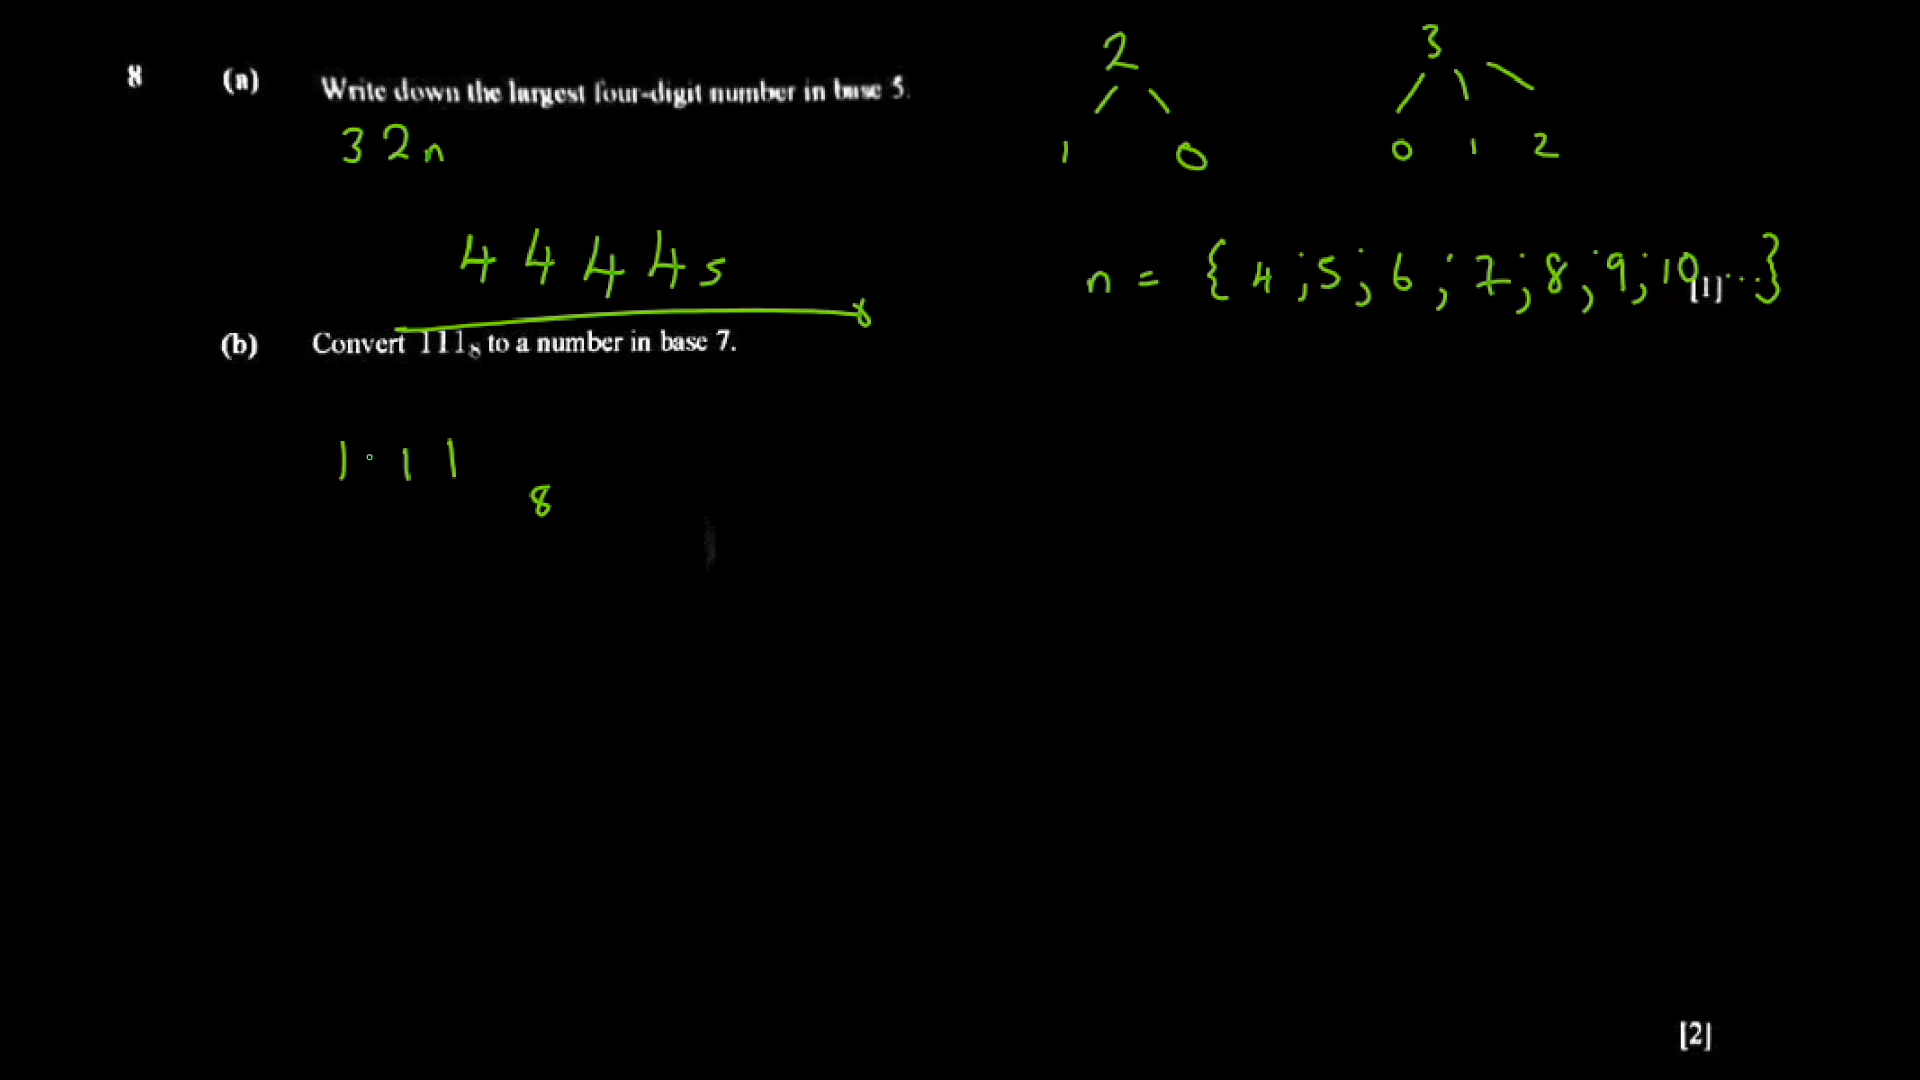 2 3
8 (a) Write down the largest four-digit number in base 5.
3 2 n
1 0 0 1 2
4 4 4 4 5
n = { 4 ; 5 ; 6 ; 7 ; 8 ; 9 ; 10 ... }
[1]
(b) Convert 111₈ to a number in base 7.
1 1 1 8
[2]